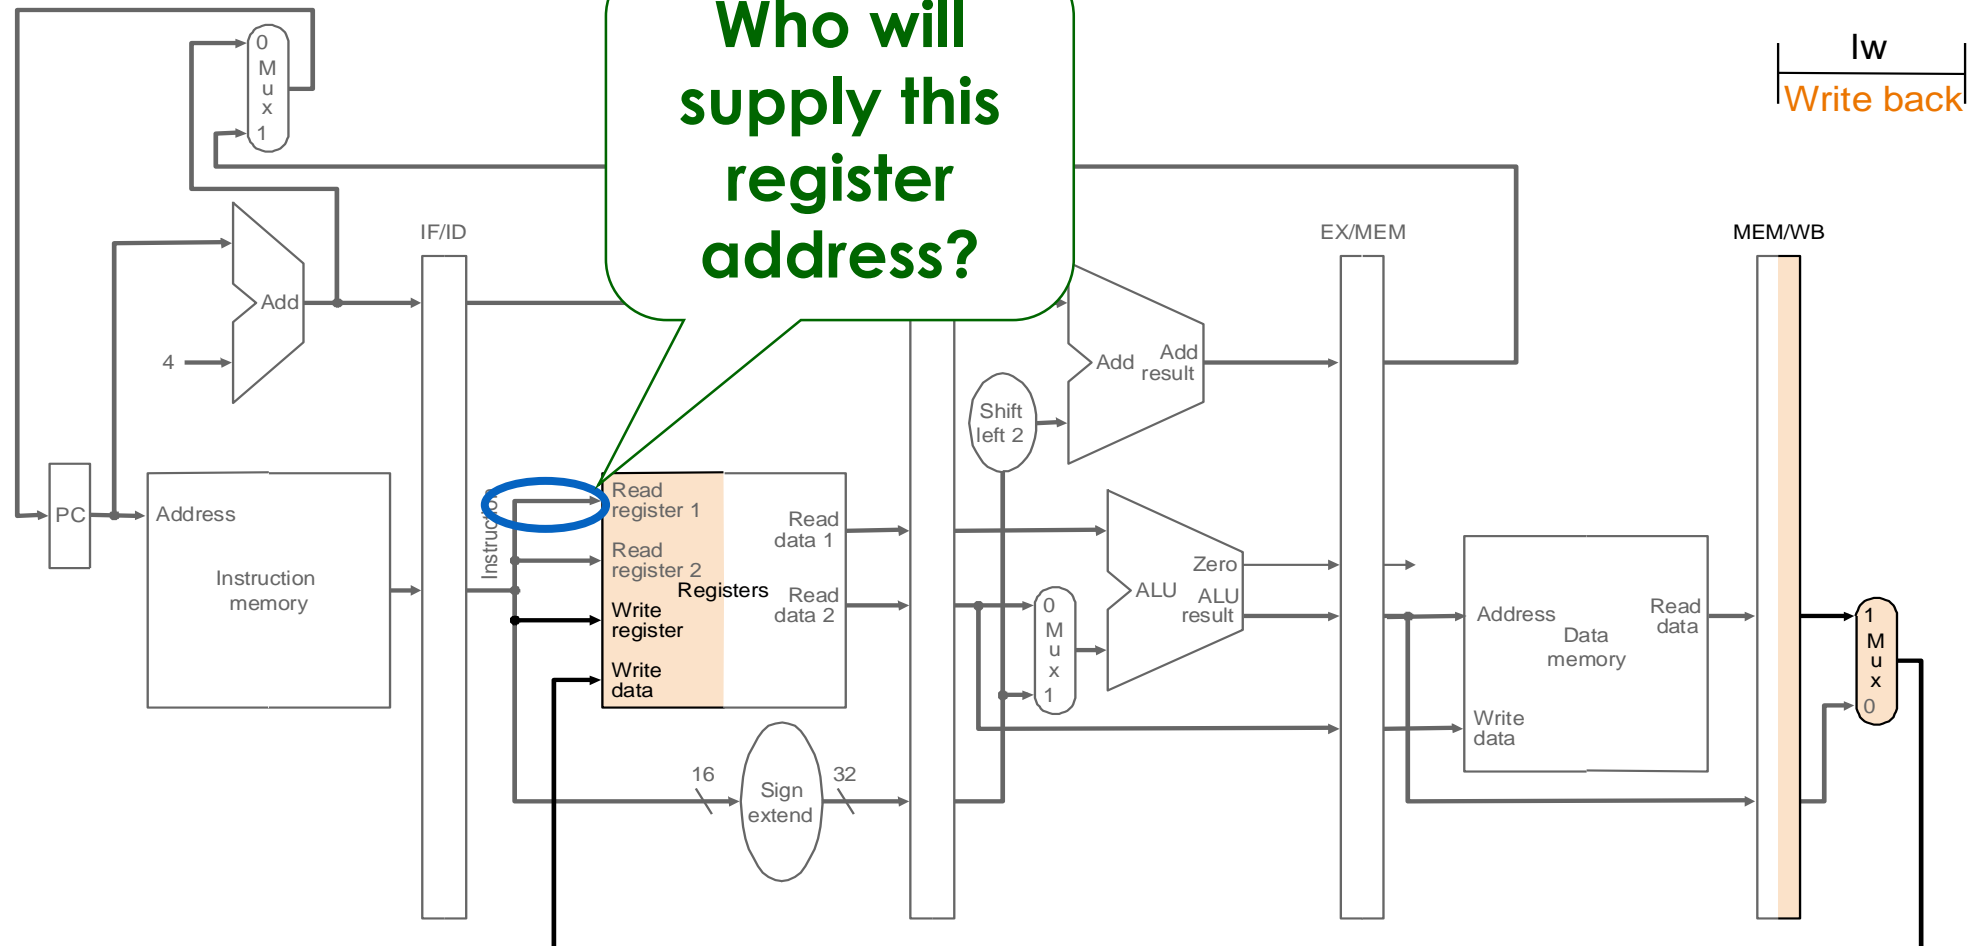 Who will
supply this
register
address?
lw
Write back
0
M
u
x
1
IF/ID
EX/MEM
MEM/WB
Add
4
Add
Add
result
Shift
left 2
PC
Address
Instruction
memory
Instruction
Read
register 1
Read
register 2
Registers
Write
register
Write
data
Read
data 1
Read
data 2
0
M
u
x
1
Zero
ALU
ALU
result
Address
Read
data
Data
memory
Write
data
1
M
u
x
0
16
Sign
extend
32